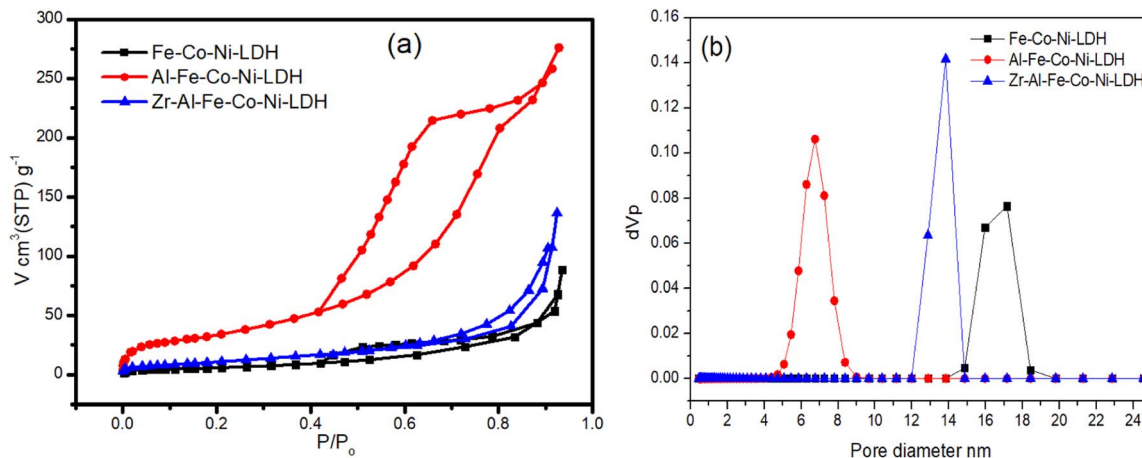 (a)
Fe-Co-Ni-LDH
Al-Fe-Co-Ni-LDH
Zr-Al-Fe-Co-Ni-LDH
V cm³(STP) g⁻¹
300
250
200
150
100
50
0
0.0 0.2 0.4 0.6 0.8 1.0
P/Pₒ
(b)
Fe-Co-Ni-LDH
Al-Fe-Co-Ni-LDH
Zr-Al-Fe-Co-Ni-LDH
dVp
0.16
0.14
0.12
0.10
0.08
0.06
0.04
0.02
0.00
0 2 4 6 8 10 12 14 16 18 20 22 24
Pore diameter nm